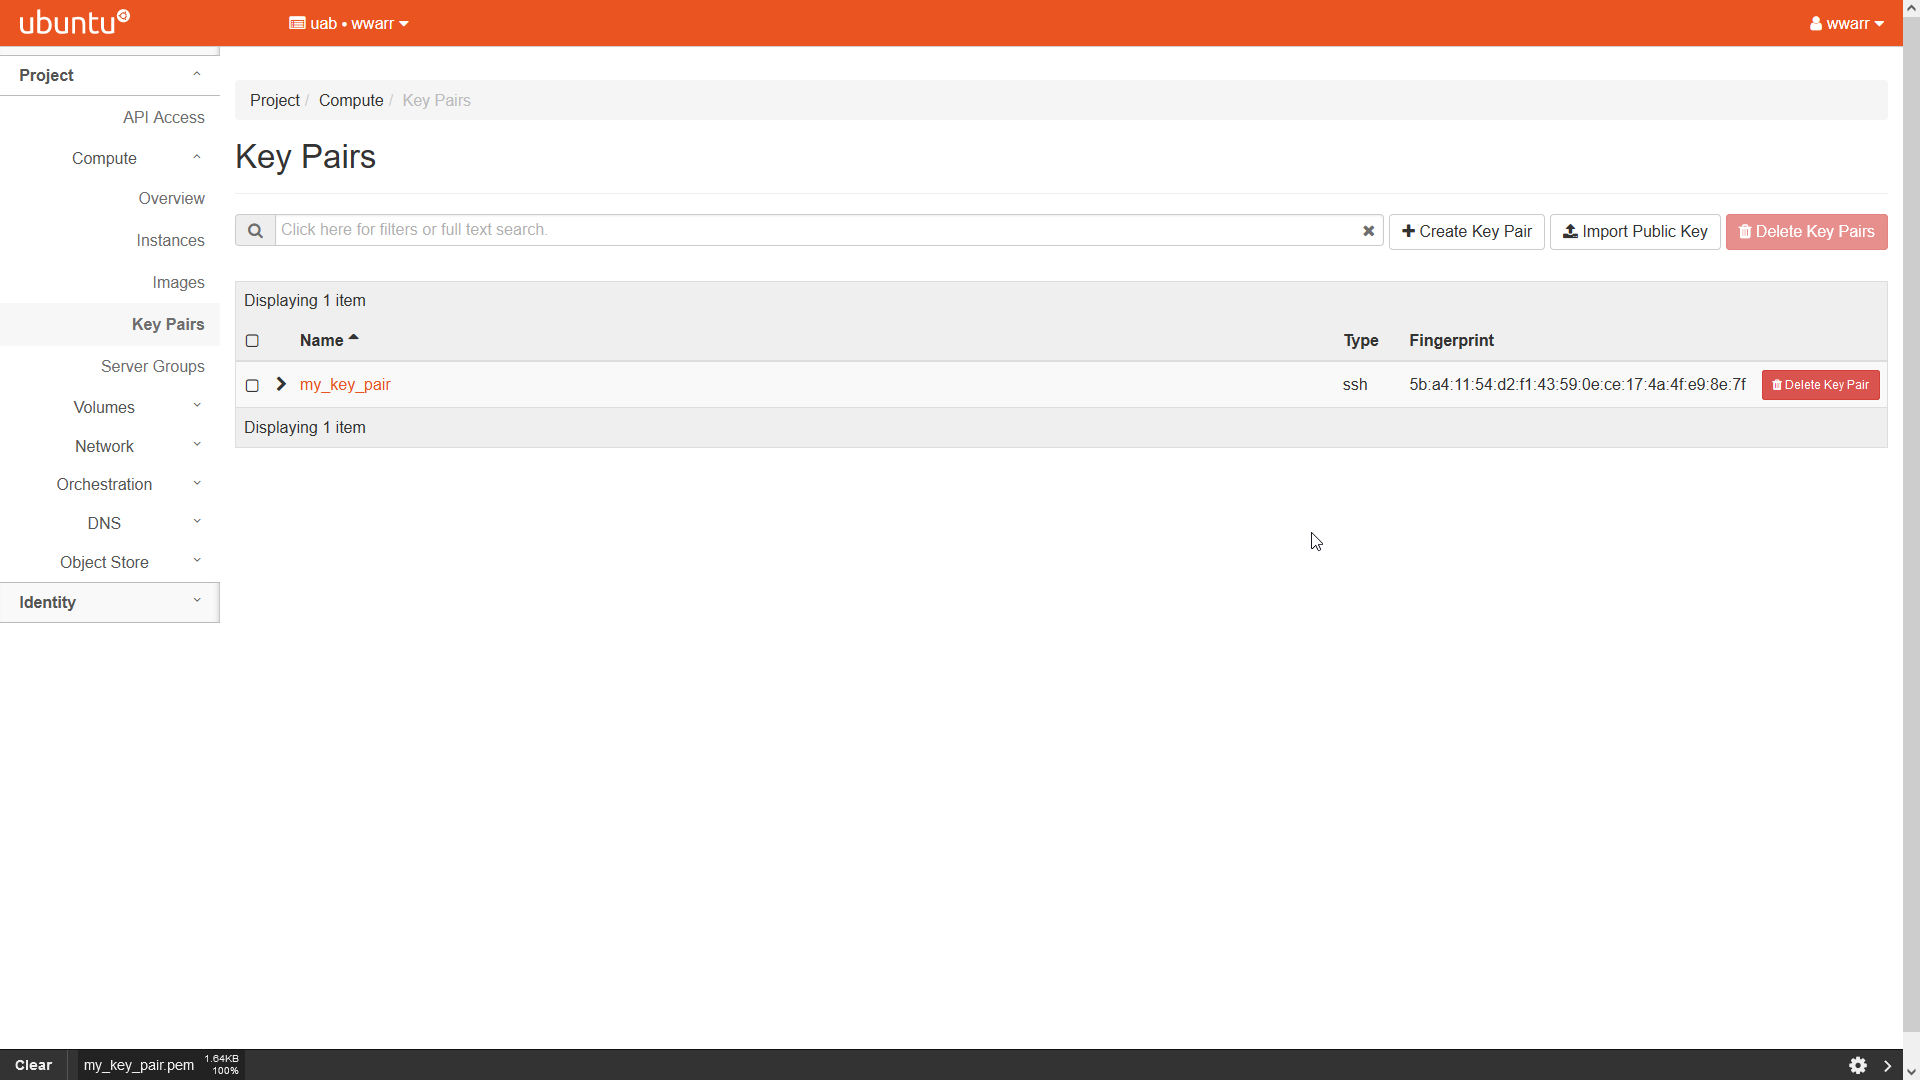 ubuntu
uab • wwarr
wwarr
Project
API Access
Compute
Overview
Instances
Images
Key Pairs
Server Groups
Volumes
Network
Orchestration
DNS
Object Store
Identity
Project / Compute / Key Pairs
Key Pairs
Click here for filters or full text search.
Create Key Pair
Import Public Key
Delete Key Pairs
Displaying 1 item
Name Type Fingerprint
my_key_pair ssh 5b:a4:11:54:d2:f1:43:59:0e:ce:17:4a:4f:e9:8e:7f Delete Key Pair
Displaying 1 item
Clear my_key_pair.pem 1.64KB
100%